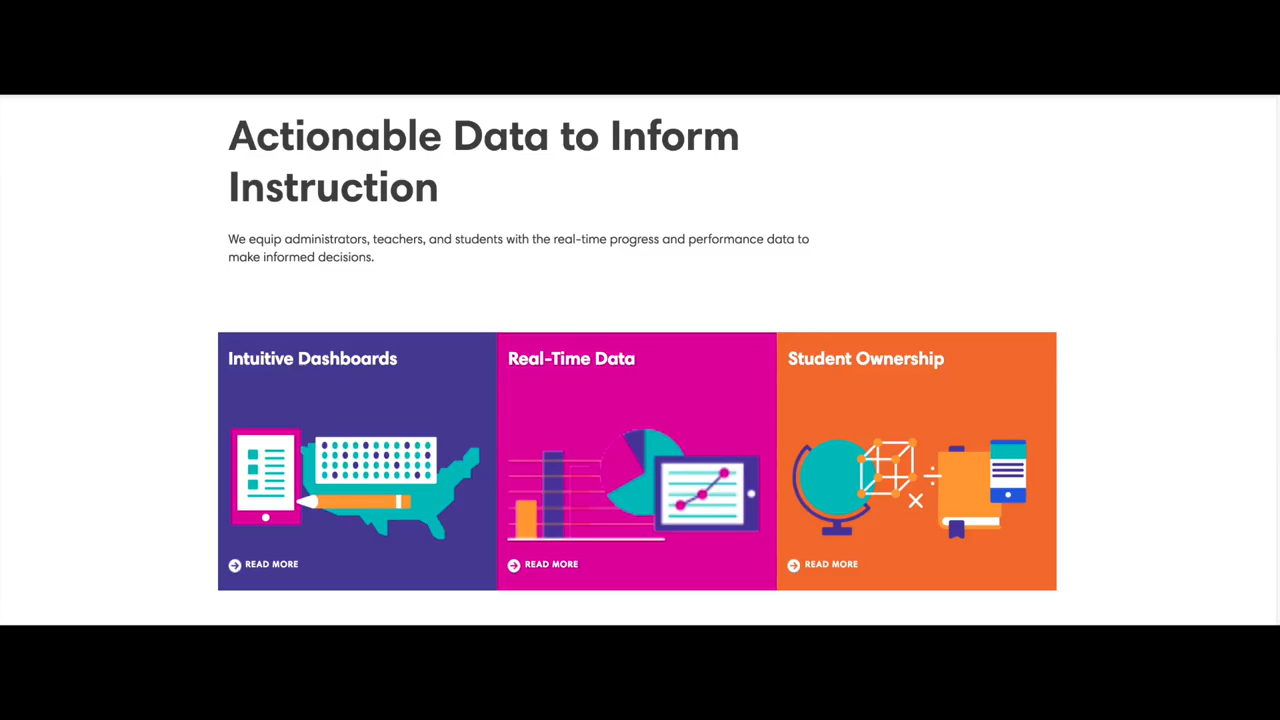 Actionable Data to Inform
Instruction
We equip administrators, teachers, and students with the real-time progress and performance data to
make informed decisions.
Intuitive Dashboards
Real-Time Data
Student Ownership
READ MORE
READ MORE
READ MORE